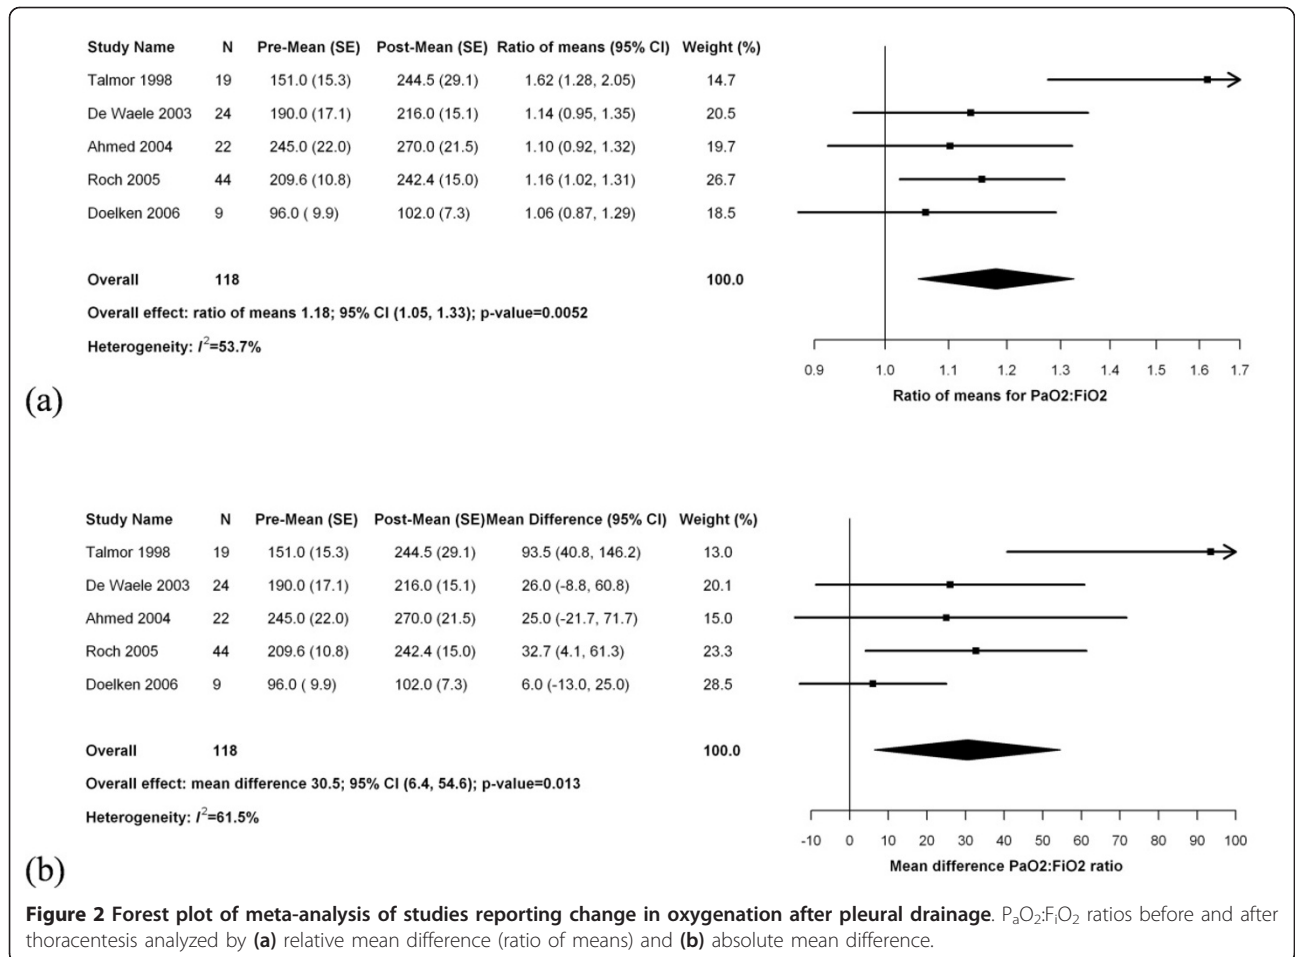 Study Name N Pre-Mean (SE) Post-Mean (SE) Ratio of means (95% CI) Weight (%)
Talmor 1998 19 151.0 (15.3) 244.5 (29.1) 1.62 (1.28, 2.05) 14.7
De Waele 2003 24 190.0 (17.1) 216.0 (15.1) 1.14 (0.95, 1.35) 20.5
Ahmed 2004 22 245.0 (22.0) 270.0 (21.5) 1.10 (0.92, 1.32) 19.7
Roch 2005 44 209.6 (10.8) 242.4 (15.0) 1.16 (1.02, 1.31) 26.7
Doelken 2006 9 96.0 ( 9.9) 102.0 (7.3) 1.06 (0.87, 1.29) 18.5
Overall 118 100.0
Overall effect: ratio of means 1.18; 95% CI (1.05, 1.33); p-value=0.0052
Heterogeneity: I²=53.7%
0.9 1.0 1.1 1.2 1.3 1.4 1.5 1.6 1.7
Ratio of means for PaO2:FiO2
(a)
Study Name N Pre-Mean (SE) Post-Mean (SE)Mean Difference (95% CI) Weight (%)
Talmor 1998 19 151.0 (15.3) 244.5 (29.1) 93.5 (40.8, 146.2) 13.0
De Waele 2003 24 190.0 (17.1) 216.0 (15.1) 26.0 (-8.8, 60.8) 20.1
Ahmed 2004 22 245.0 (22.0) 270.0 (21.5) 25.0 (-21.7, 71.7) 15.0
Roch 2005 44 209.6 (10.8) 242.4 (15.0) 32.7 (4.1, 61.3) 23.3
Doelken 2006 9 96.0 ( 9.9) 102.0 (7.3) 6.0 (-13.0, 25.0) 28.5
Overall 118 100.0
Overall effect: mean difference 30.5; 95% CI (6.4, 54.6); p-value=0.013
Heterogeneity: I²=61.5%
-10 0 10 20 30 40 50 60 70 80 90 100
Mean difference PaO2:FiO2 ratio
(b)
Figure 2 Forest plot of meta-analysis of studies reporting change in oxygenation after pleural drainage. PaO2:FiO2 ratios before and after
thoracentesis analyzed by (a) relative mean difference (ratio of means) and (b) absolute mean difference.